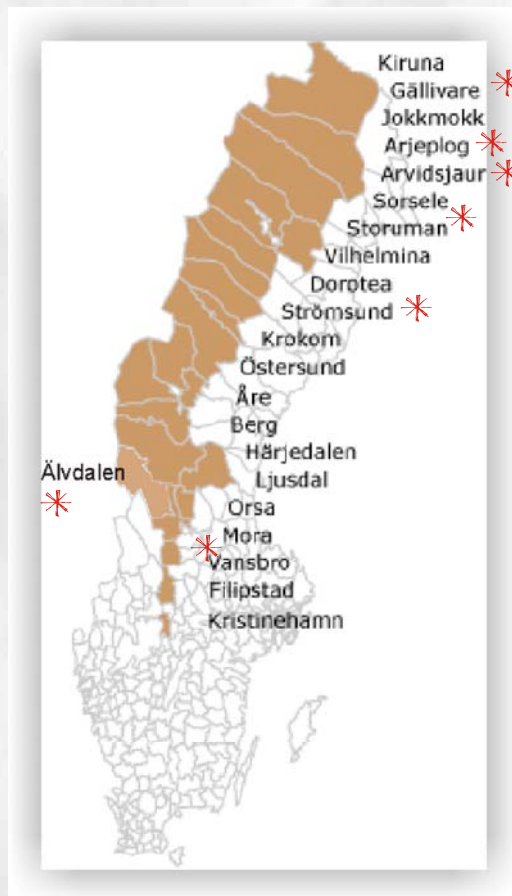 Kiruna
Gällivare
Jokkmokk
Arjeplog
Arvidsjaur
Sorsele
Storuman
Vilhelmina
Dorotea
Strömsund
Krokom
Östersund
Åre
Berg
Härjedalen
Älvdalen
Ljusdal
Orsa
Mora
Vansbro
Filipstad
Kristinehamn